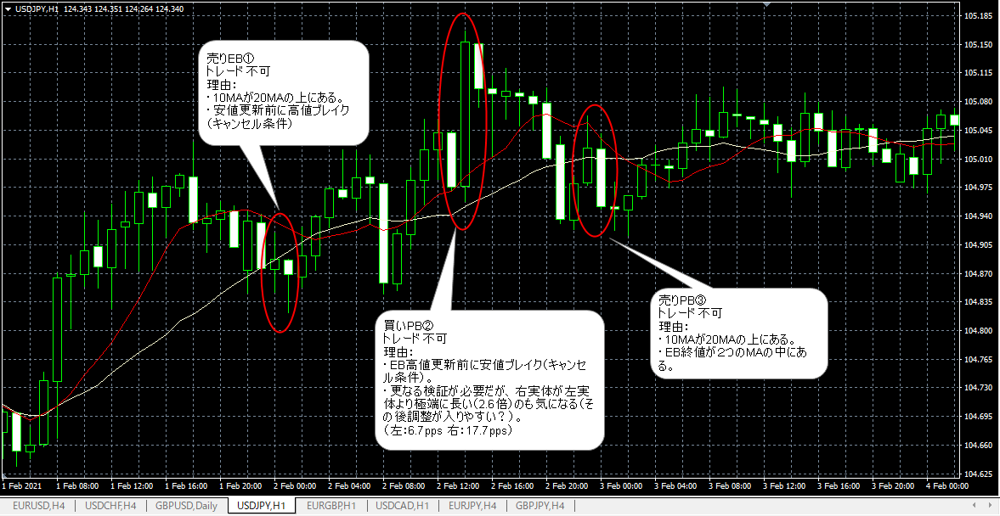 USDJPY,H1 124.343 124.351 124.264 124.340
売りEB①
トレード不可
理由：
・10MAが20MAの上にある。
・安値更新前に高値ブレイク
（キャンセル条件）
買いPB②
トレード不可
理由：
・EB高値更新前に安値ブレイク（キャンセ
ル条件）。
・更なる検証が必要だが、右実体が左実
体より極端に長い（2.6倍）のも気になる（そ
の後調整が入りやすい？）。
（左：6.7pps 右：17.7pps）
売りPB③
トレード不可
理由：
・10MAが20MAの上にある。
・EB終値が２つのMAの中にあ
る。
105.185
105.150
105.115
105.080
105.045
105.010
104.975
104.940
104.905
104.870
104.835
104.800
104.765
104.730
104.695
104.660
104.625
1 Feb 2021 1 Feb 08:00 1 Feb 12:00 1 Feb 16:00 1 Feb 20:00 2 Feb 00:00 2 Feb 04:00 2 Feb 08:00 2 Feb 12:00 2 Feb 16:00 2 Feb 20:00 3 Feb 00:00 3 Feb 04:00 3 Feb 08:00 3 Feb 12:00 3 Feb 16:00 3 Feb 20:00 4 Feb 00:00
EURUSD,H4 USDCHF,H4 GBPUSD,Daily USDJPY,H1 EURGBP,H1 USDCAD,H1 EURJPY,H4 GBPJPY,H4